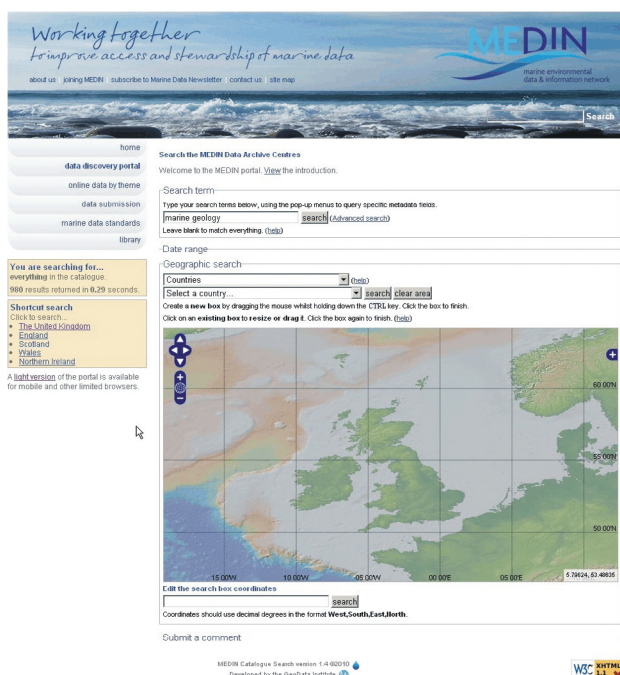 Working together
to improve access and stewardship of marine data
MEDIN
marine environmental
data & information network
about us | joining MEDIN | subscribe to Marine Data Newsletter | contact us | site map
Search
home
data discovery portal
online data by theme
data submission
marine data standards
library
You are searching for...
everything in the catalogue.
980 results returned in 0.29 seconds.
Shortcut search
Click to search...
The United Kingdom
England
Scotland
Wales
Northern Ireland
A light version of the portal is available
for mobile and other limited browsers.
Search the MEDIN Data Archive Centres
Welcome to the MEDIN portal. View the introduction.
Search term
Type your search terms below, using the pop-up menus to query specific metadata fields.
marine geology search (Advanced search)
Leave blank to match everything. (help)
Date range
Geographic search
Countries (help)
Select a country... search clear area
Create a new box by dragging the mouse whilst holding down the CTRL key. Click the box to finish.
Click on an existing box to resize or drag it. Click the box again to finish. (help)
60 00'N
55 00'N
50 00'N
15 00'W 10 00'W 05 00'W 00 00'E 05 00'E
5.79624, 53.48635
Edit the search box coordinates
search
Coordinates should use decimal degrees in the format West,South,East,North.
Submit a comment
MEDIN Catalogue Search version 1.4 ©2010
Developed by the GeoData Institute
W3C XHTML 1.1